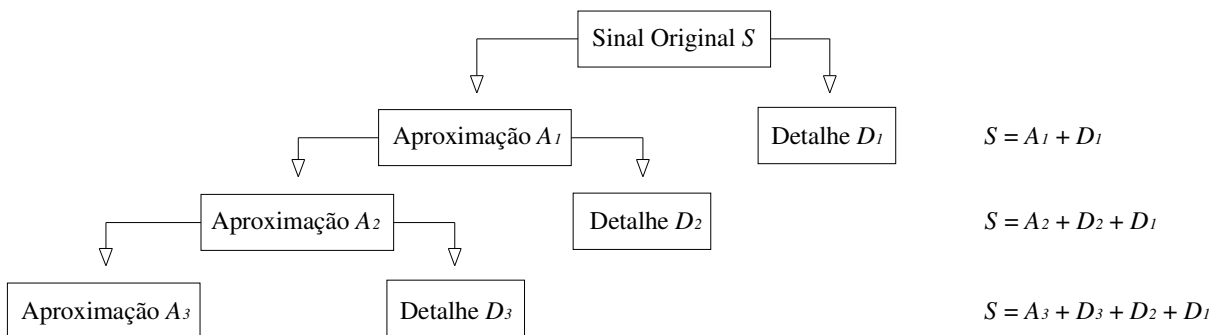 Sinal Original S
Aproximação A1
Detalhe D1
S = A1 + D1
Aproximação A2
Detalhe D2
S = A2 + D2 + D1
Aproximação A3
Detalhe D3
S = A3 + D3 + D2 + D1